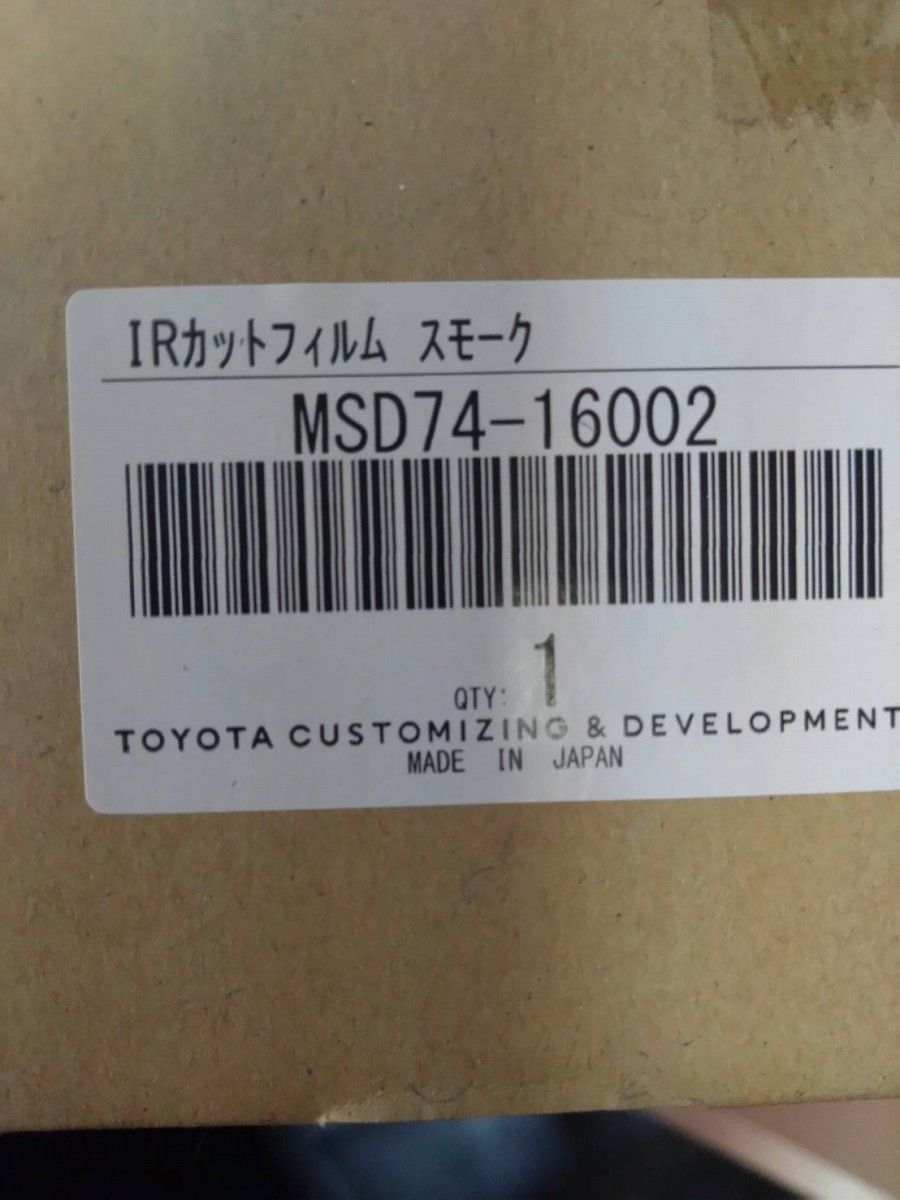 IRカットフィルム スモーク
MSD74-16002
QTY: 1
TOYOTA CUSTOMIZING & DEVELOPMENT
MADE IN JAPAN